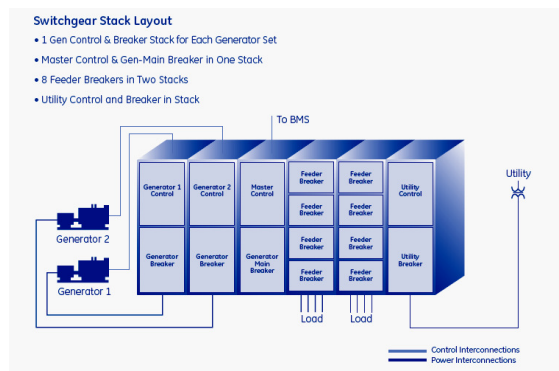 Switchgear Stack Layout
• 1 Gen Control & Breaker Stack for Each Generator Set
• Master Control & Gen-Main Breaker in One Stack
• 8 Feeder Breakers in Two Stacks
• Utility Control and Breaker in Stack
To BMS
Utility
Generator 1
Control
Generator 2
Control
Master
Control
Feeder
Breaker
Feeder
Breaker
Utility
Control
Feeder
Breaker
Feeder
Breaker
Generator 2
Generator
Breaker
Generator
Breaker
Generator
Main
Breaker
Feeder
Breaker
Feeder
Breaker
Utility
Breaker
Feeder
Breaker
Feeder
Breaker
Generator 1
Load
Load
Control Interconnections
Power Interconnections